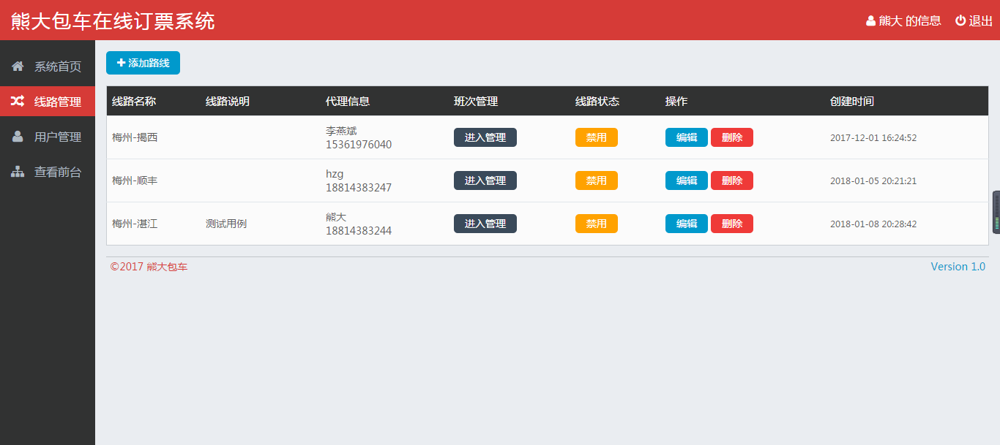 熊大包车在线订票系统
熊大 的信息 退出
系统首页
线路管理
用户管理
查看前台
添加路线
线路名称 线路说明 代理信息 班次管理 线路状态 操作 创建时间
梅州-揭西 李燕斌 15361976040 进入管理 禁用 编辑 删除 2017-12-01 16:24:52
梅州-顺丰 hzg 18814383247 进入管理 禁用 编辑 删除 2018-01-05 20:21:21
梅州-湛江 测试用例 熊大 18814383244 进入管理 禁用 编辑 删除 2018-01-08 20:28:42
©2017 熊大包车 Version 1.0